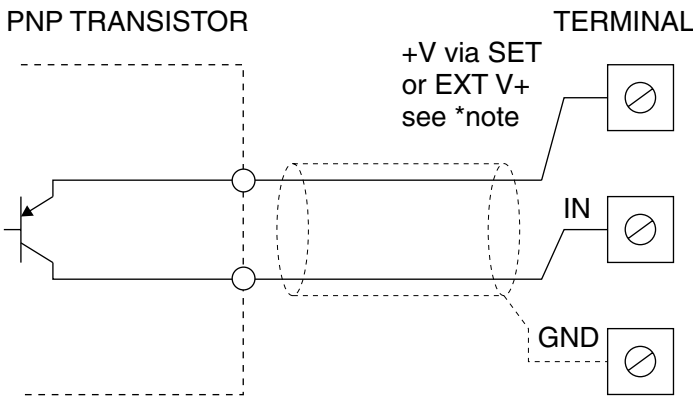 PNP TRANSISTOR
TERMINAL
+V via SET
or EXT V+
see *note
IN
GND